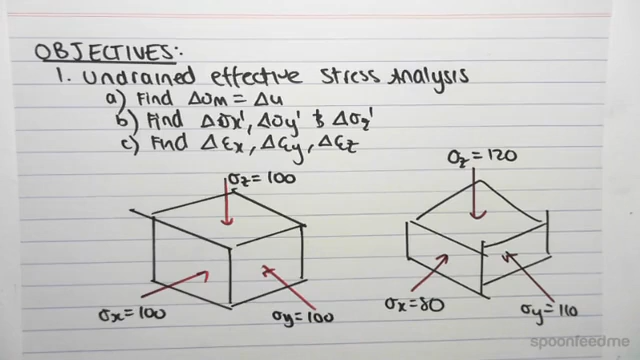 OBJECTIVES:
1. Undrained effective Stress Analysis
a) Find Δσm = Δu
b) Find Δσx', Δσy' & Δσz'
c) Find Δεx, Δεy, Δεz
σz = 100
σz = 120
σx = 100
σy = 100
σx = 80
σy = 110
spoonfeedme